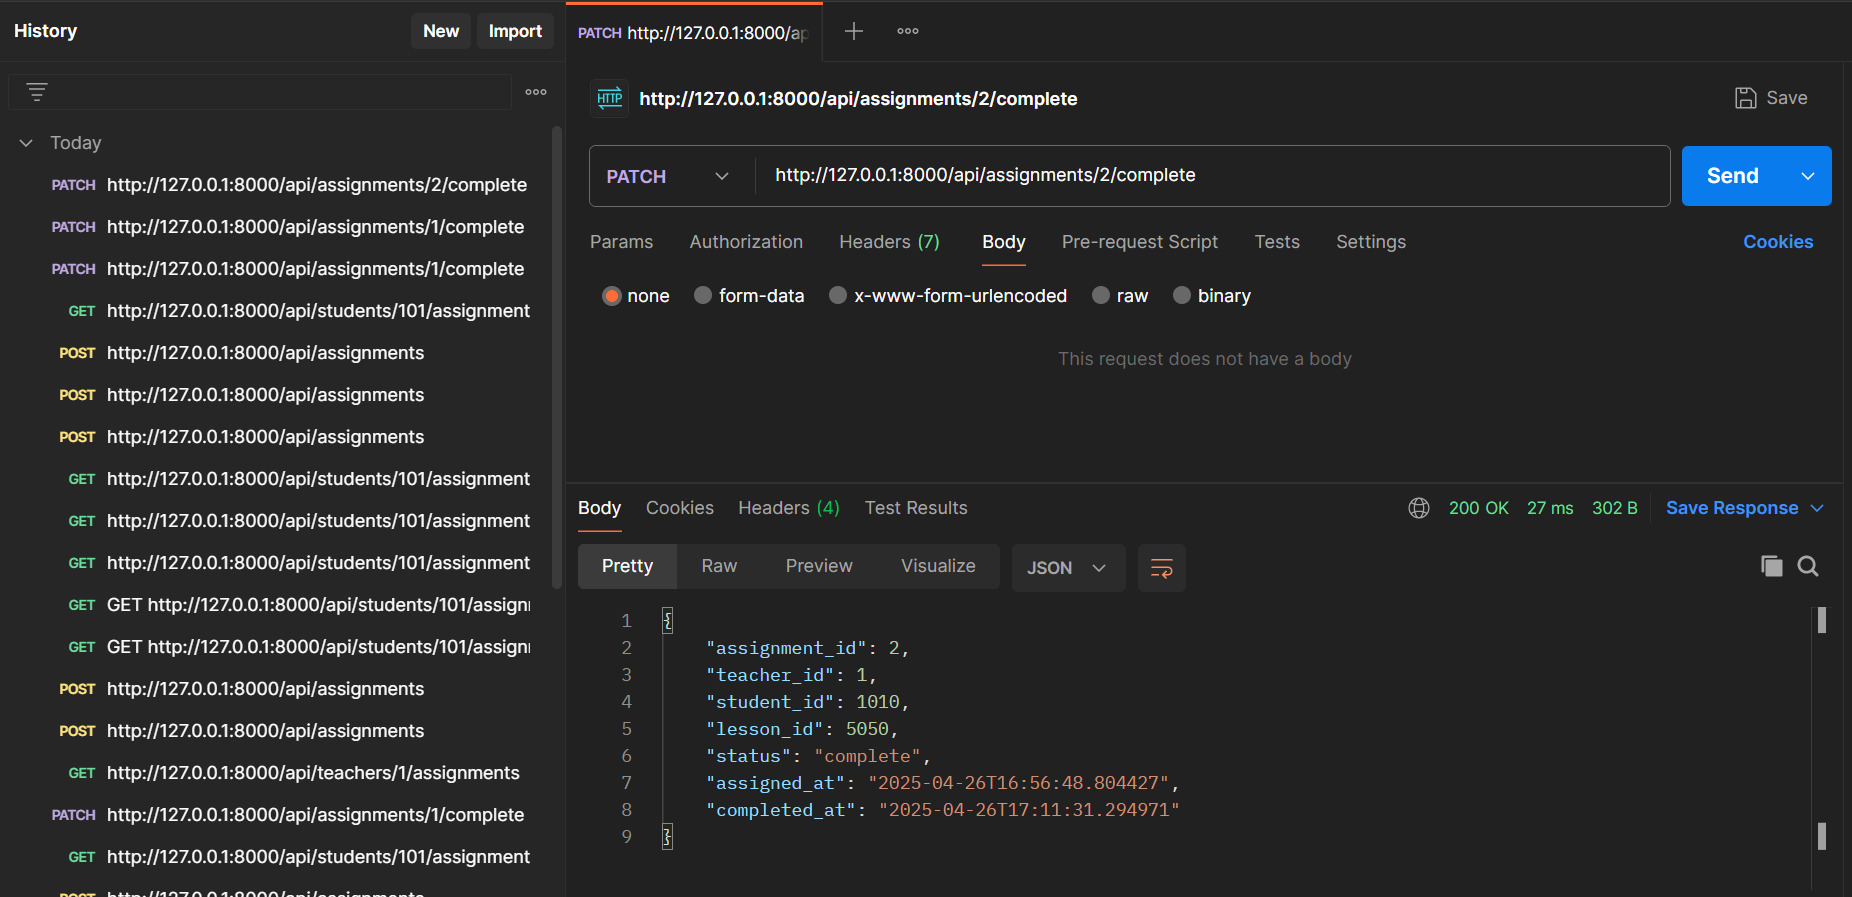 History
New
Import
Today
PATCH http://127.0.0.1:8000/api/assignments/2/complete
PATCH http://127.0.0.1:8000/api/assignments/1/complete
PATCH http://127.0.0.1:8000/api/assignments/1/complete
GET http://127.0.0.1:8000/api/students/101/assignment
POST http://127.0.0.1:8000/api/assignments
POST http://127.0.0.1:8000/api/assignments
POST http://127.0.0.1:8000/api/assignments
GET http://127.0.0.1:8000/api/students/101/assignment
GET http://127.0.0.1:8000/api/students/101/assignment
GET http://127.0.0.1:8000/api/students/101/assignment
GET GET http://127.0.0.1:8000/api/students/101/assign
GET GET http://127.0.0.1:8000/api/students/101/assign
POST http://127.0.0.1:8000/api/assignments
POST http://127.0.0.1:8000/api/assignments
GET http://127.0.0.1:8000/api/teachers/1/assignments
PATCH http://127.0.0.1:8000/api/assignments/1/complete
GET http://127.0.0.1:8000/api/students/101/assignment
POST http://127.0.0.1:8000/api/assignments
PATCH http://127.0.0.1:8000/ap
HTTP http://127.0.0.1:8000/api/assignments/2/complete
Save
PATCH http://127.0.0.1:8000/api/assignments/2/complete
Send
Params Authorization Headers (7) Body Pre-request Script Tests Settings Cookies
none form-data x-www-form-urlencoded raw binary
This request does not have a body
Body Cookies Headers (4) Test Results 200 OK 27 ms 302 B Save Response
Pretty Raw Preview Visualize JSON
1 {
2 "assignment_id": 2,
3 "teacher_id": 1,
4 "student_id": 1010,
5 "lesson_id": 5050,
6 "status": "complete",
7 "assigned_at": "2025-04-26T16:56:48.804427",
8 "completed_at": "2025-04-26T17:11:31.294971"
9 }